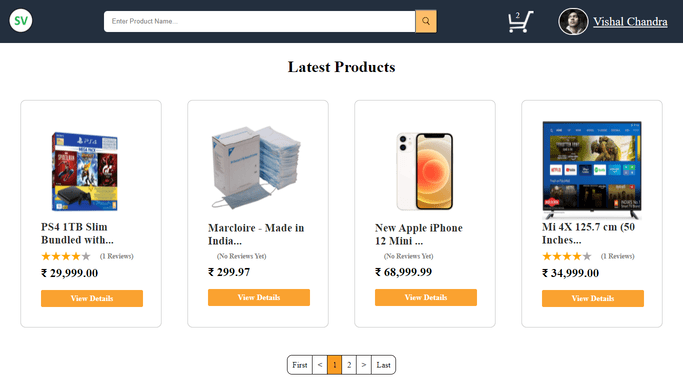 SV
Enter Product Name...
2
Vishal Chandra
Latest Products
PS4 1TB Slim
Bundled with...
(1 Reviews)
₹ 29,999.00
View Details
Marcloire - Made in
India...
(No Reviews Yet)
₹ 299.97
View Details
New Apple iPhone
12 Mini ...
(No Reviews Yet)
₹ 68,999.99
View Details
Mi 4X 125.7 cm (50
Inches...
(1 Reviews)
₹ 34,999.00
View Details
First < 1 2 > Last